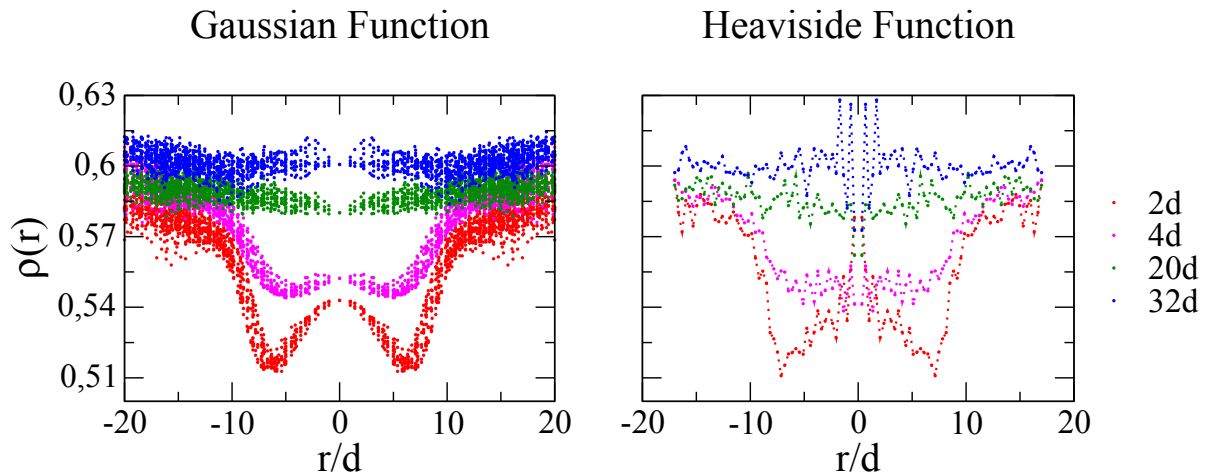 Gaussian Function
Heaviside Function
0,63
0,6
0,57
0,54
0,51
ρ(r)
-20 -10 0 10 20
r/d
-20 -10 0 10 20
r/d
2d
4d
20d
32d